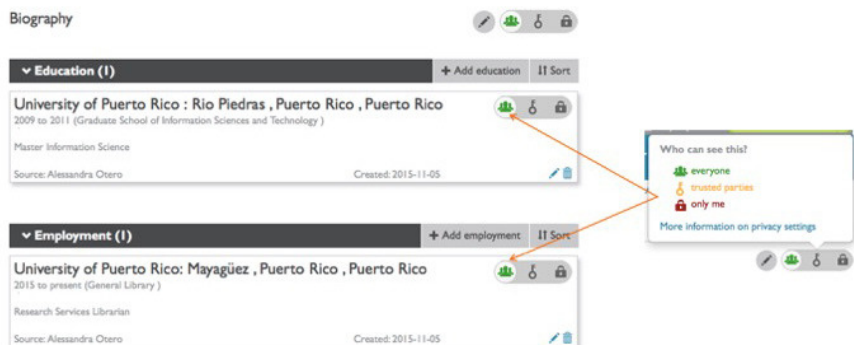 Biography
Education (1)
+ Add education
Sort
University of Puerto Rico : Rio Piedras , Puerto Rico , Puerto Rico
2009 to 2011 (Graduate School of Information Sciences and Technology )
Master Information Science
Source: Alessandra Otero
Created: 2015-11-05
Employment (1)
+ Add employment
Sort
University of Puerto Rico: Mayagüez , Puerto Rico , Puerto Rico
2015 to present (General Library )
Research Services Librarian
Source: Alessandra Otero
Created: 2015-11-05
Who can see this?
everyone
trusted parties
only me
More information on privacy settings